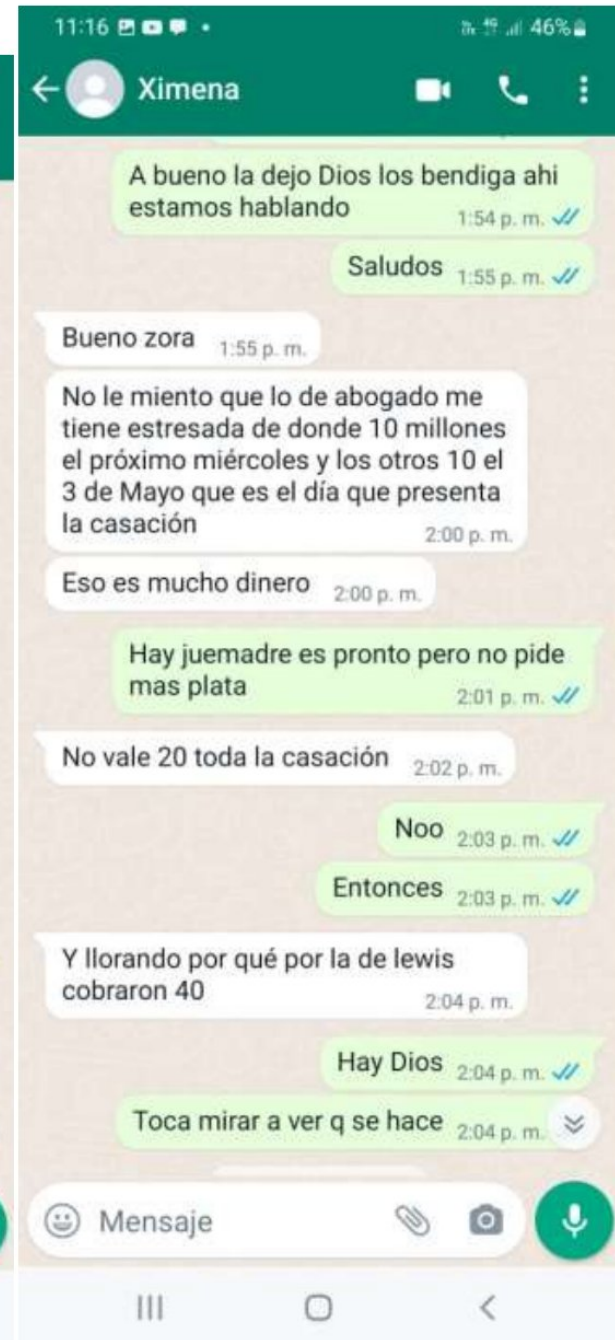 11:16
46%
Ximena
A bueno la dejo Dios los bendiga ahi
estamos hablando
1:54 p. m.
Saludos 1:55 p. m.
Bueno zora 1:55 p. m.
No le miento que lo de abogado me
tiene estresada de donde 10 millones
el próximo miércoles y los otros 10 el
3 de Mayo que es el día que presenta
la casación
2:00 p. m.
Eso es mucho dinero 2:00 p. m.
Hay juemadre es pronto pero no pide
mas plata
2:01 p. m.
No vale 20 toda la casación 2:02 p. m.
Noo 2:03 p. m.
Entonces 2:03 p. m.
Y llorando por qué por la de lewis
cobraron 40
2:04 p. m.
Hay Dios 2:04 p. m.
Toca mirar a ver q se hace 2:04 p. m.
Mensaje